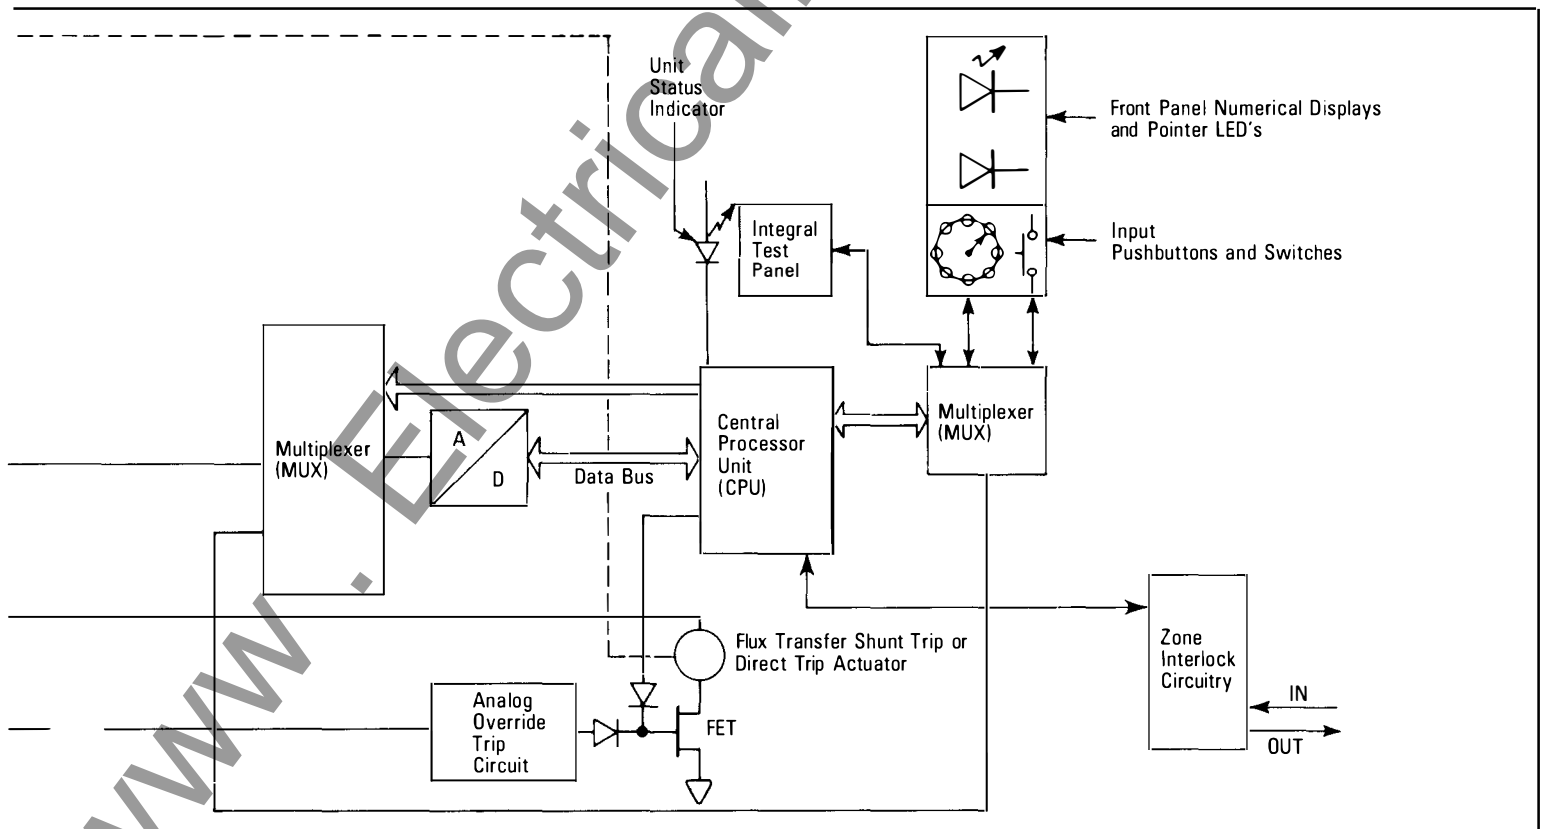 Unit
Status
Indicator
Front Panel Numerical Displays
and Pointer LED's
Integral
Test
Panel
Input
Pushbuttons and Switches
Multiplexer
(MUX)
A
D
Data Bus
Central
Processor
Unit
(CPU)
Multiplexer
(MUX)
Flux Transfer Shunt Trip or
Direct Trip Actuator
Zone
Interlock
Circuitry
IN
OUT
Analog
Override
Trip
Circuit
FET
www . Electrical